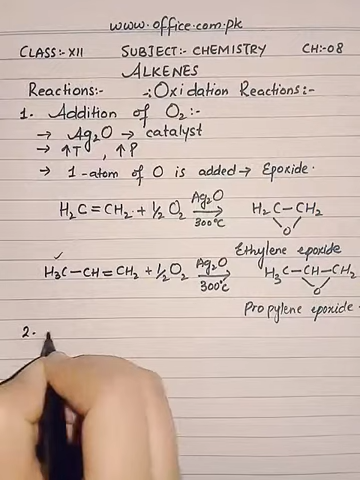 www.office.com.pk
CLASS:- XII SUBJECT:- CHEMISTRY CH:- 08
ALKENES
Reactions:- :Oxidation Reactions:-
1. Addition of O₂:-
→ Ag₂O → catalyst
→ ↑T , ↑P
→ 1-atom of O is added → Epoxide.
H₂C=CH₂ + 1/2 O₂ Ag₂O → 300°C H₂C-CH₂ O
Ethylene epoxide
H₃C-CH=CH₂ + 1/2 O₂ Ag₂O → 300°C H₃C-CH-CH₂ O
Propylene epoxide.
2.